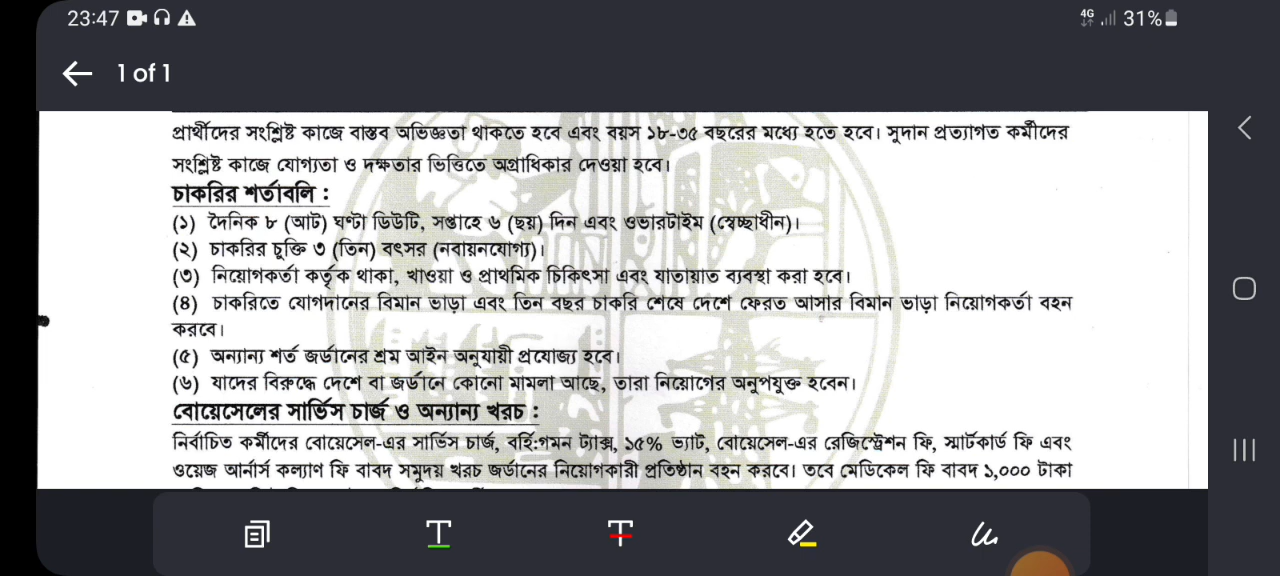 23:47
4G 31%
1 of 1
প্রার্থীদের সংশ্লিষ্ট কাজে বাস্তব অভিজ্ঞতা থাকতে হবে এবং বয়স ১৮-৩৫ বছরের মধ্যে হতে হবে। সুদান প্রত্যাগত কর্মীদের
সংশ্লিষ্ট কাজে যোগ্যতা ও দক্ষতার ভিত্তিতে অগ্রাধিকার দেওয়া হবে।
চাকরির শর্তাবলি :
(১) দৈনিক ৮ (আট) ঘণ্টা ডিউটি, সপ্তাহে ৬ (ছয়) দিন এবং ওভারটাইম (স্বেচ্ছাধীন)।
(২) চাকরির চুক্তি ৩ (তিন) বৎসর (নবায়নযোগ্য)।
(৩) নিয়োগকর্তা কর্তৃক থাকা, খাওয়া ও প্রাথমিক চিকিৎসা এবং যাতায়াত ব্যবস্থা করা হবে।
(৪) চাকরিতে যোগদানের বিমান ভাড়া এবং তিন বছর চাকরি শেষে দেশে ফেরত আসার বিমান ভাড়া নিয়োগকর্তা বহন
করবে।
(৫) অন্যান্য শর্ত জর্ডানের শ্রম আইন অনুযায়ী প্রযোজ্য হবে।
(৬) যাদের বিরুদ্ধে দেশে বা জর্ডানে কোনো মামলা আছে, তারা নিয়োগের অনুপযুক্ত হবেন।
বোয়েসেলের সার্ভিস চার্জ ও অন্যান্য খরচ :
নির্বাচিত কর্মীদের বোয়েসেল-এর সার্ভিস চার্জ, বর্হি:গমন ট্যাক্স, ১৫% ভ্যাট, বোয়েসেল-এর রেজিস্ট্রেশন ফি, স্মার্টকার্ড ফি এবং
ওয়েজ আর্নার্স কল্যাণ ফি বাবদ সমুদয় খরচ জর্ডানের নিয়োগকারী প্রতিষ্ঠান বহন করবে। তবে মেডিকেল ফি বাবদ ১,০০০ টাকা